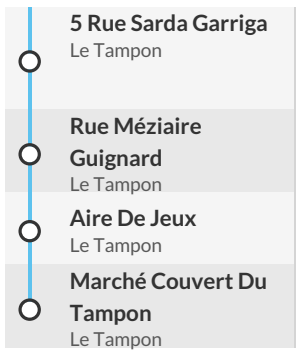 5 Rue Sarda Garriga
Le Tampon
Rue Méziaire
Guignard
Le Tampon
Aire De Jeux
Le Tampon
Marché Couvert Du
Tampon
Le Tampon